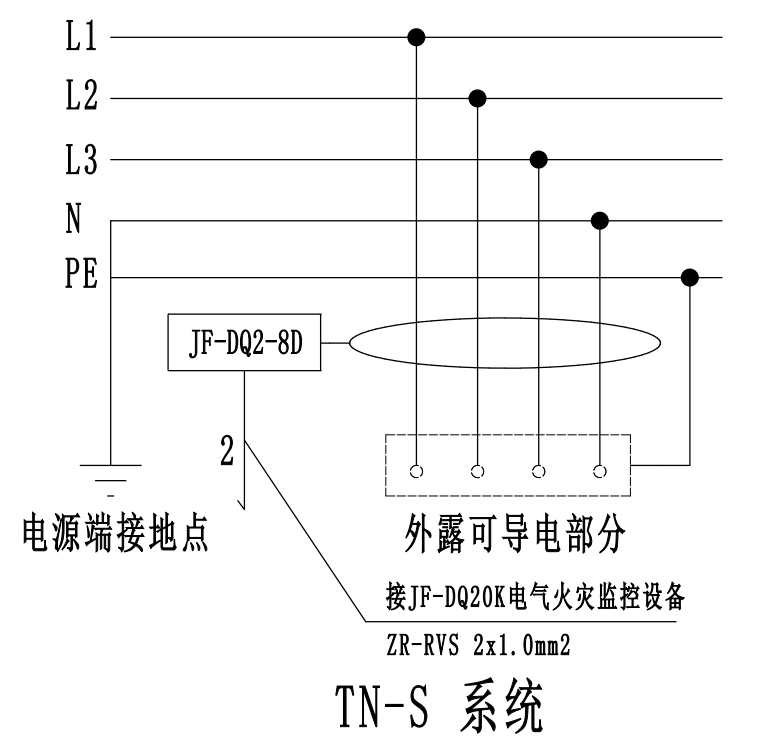 L1
L2
L3
N
PE
JF-DQ2-8D
2
电源端接地点
外露可导电部分
接JF-DQ20K电气火灾监控设备
ZR-RVS 2x1.0mm2
TN-S 系统